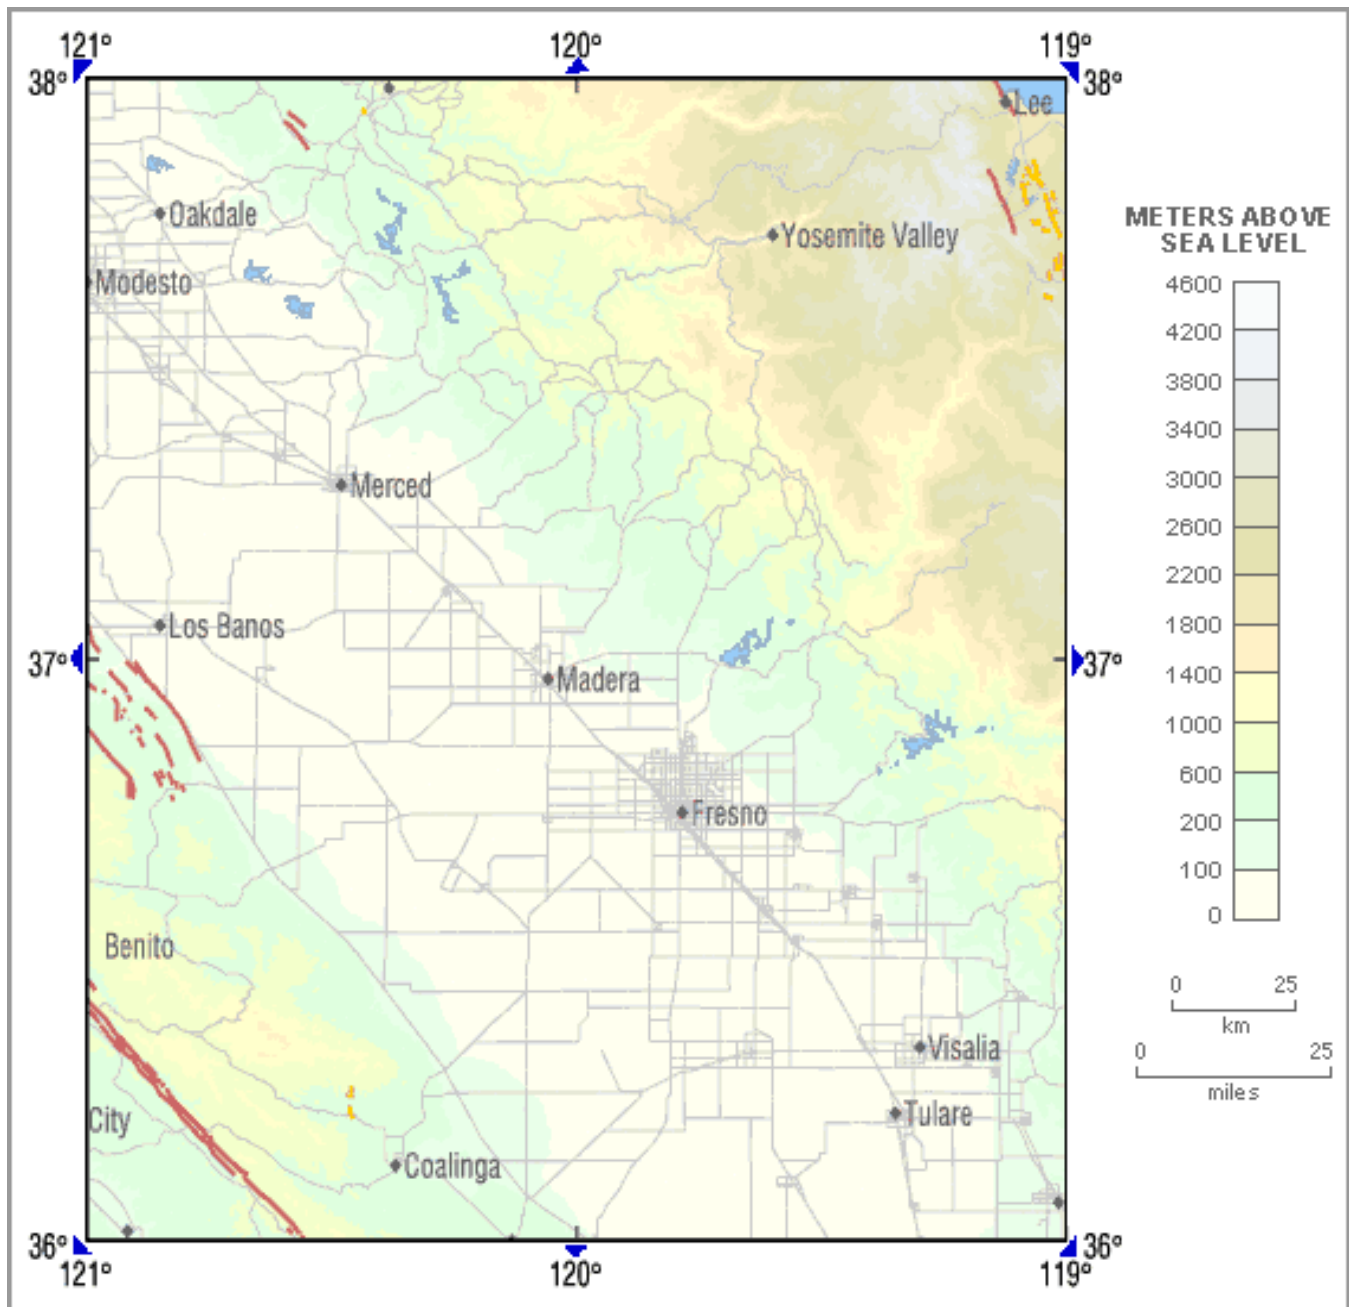 121° 120° 119°
38° 38°
Lee
Oakdale
Yosemite Valley
Modesto
Merced
Los Banos
37° 37°
Madera
Fresno
Benito
Visalia
City
Tulare
Coalinga
36° 36°
121° 120° 119°
METERS ABOVE
SEA LEVEL
4600
4200
3800
3400
3000
2600
2200
1800
1400
1000
600
200
100
0
0 25
km
0 25
miles